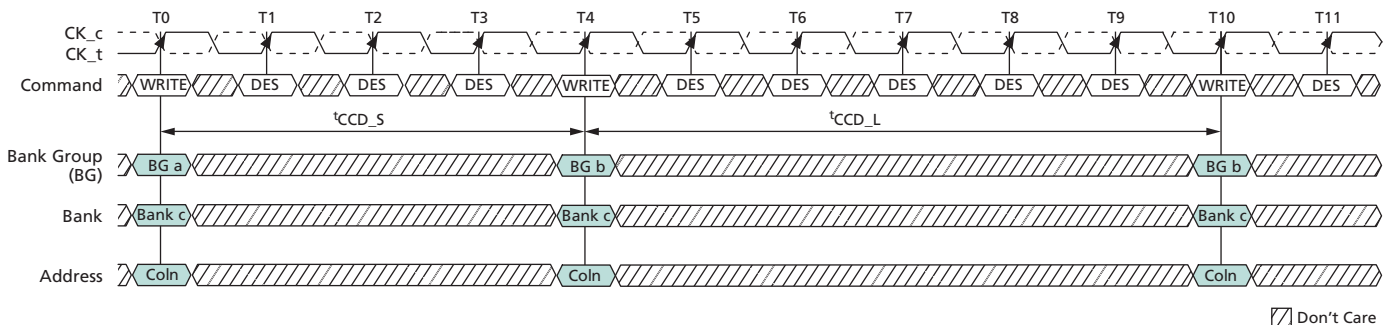 T0 T1 T2 T3 T4 T5 T6 T7 T8 T9 T10 T11
CK_c
CK_t
Command WRITE DES DES DES WRITE DES DES DES DES DES WRITE DES
tCCD_S tCCD_L
Bank Group
(BG) BG a BG b BG b
Bank Bank c Bank c Bank c
Address Coln Coln Coln
Don't Care